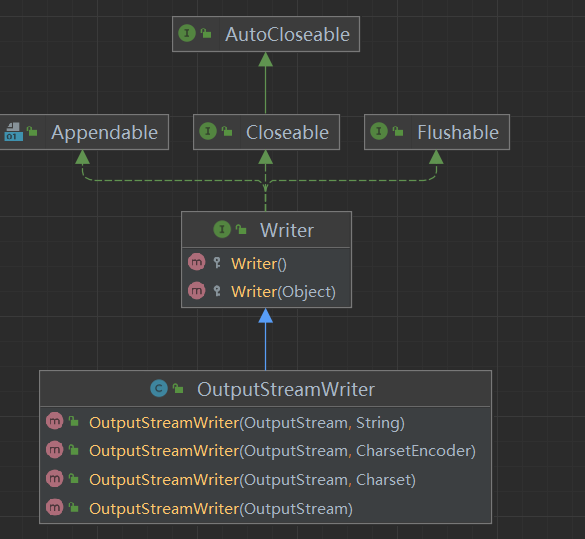 I AutoCloseable
01 Appendable
I Closeable
I Flushable
I Writer
m Writer()
m Writer(Object)
C OutputStreamWriter
m OutputStreamWriter(OutputStream, String)
m OutputStreamWriter(OutputStream, CharsetEncoder)
m OutputStreamWriter(OutputStream, Charset)
m OutputStreamWriter(OutputStream)